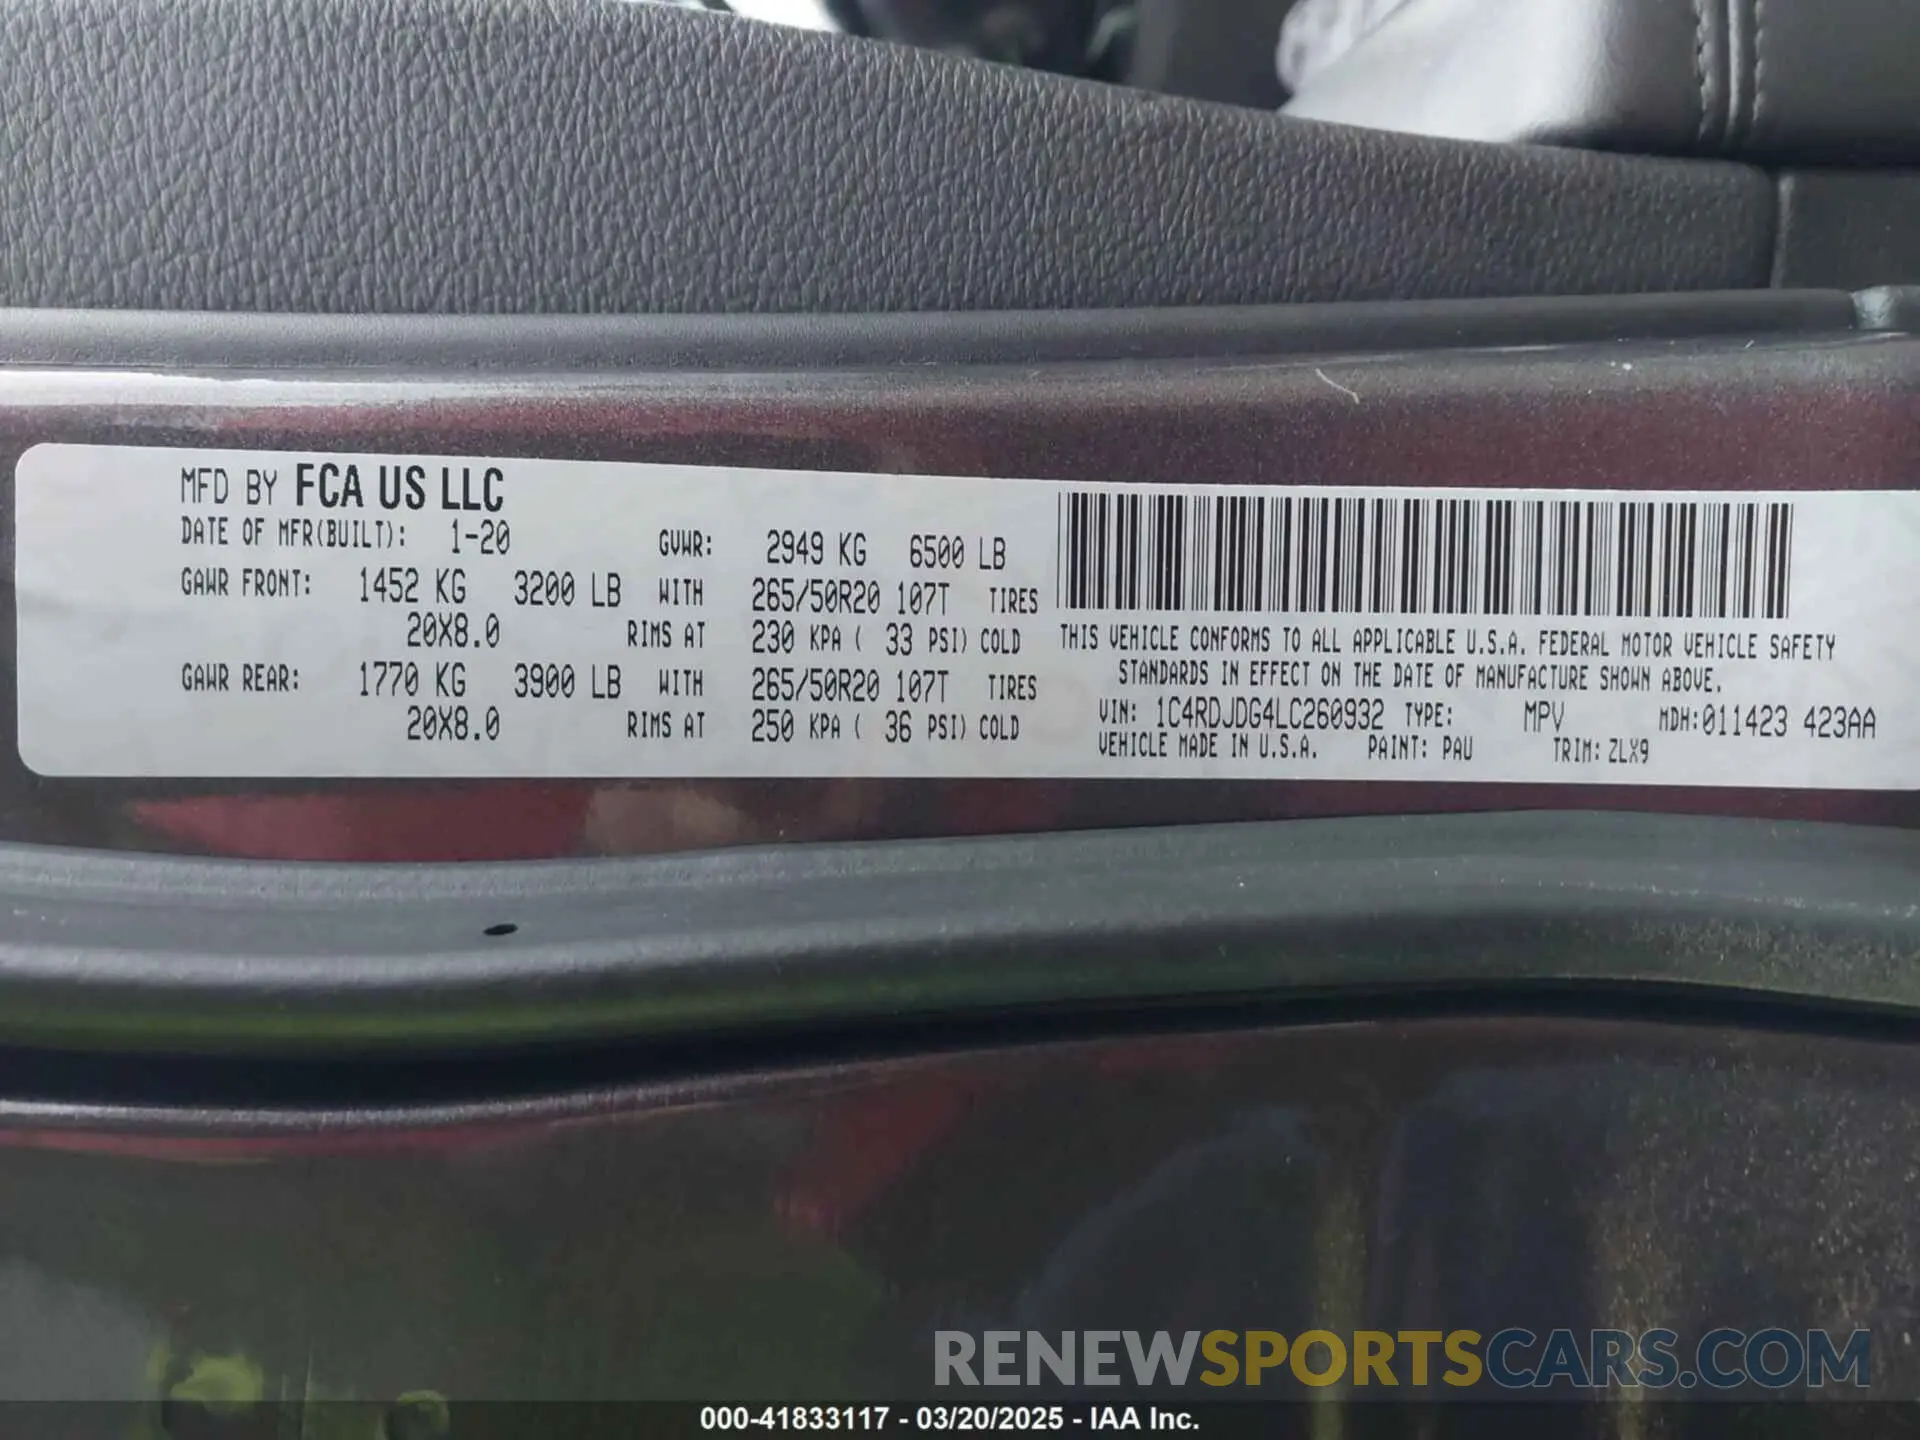 MFD BY FCA US LLC
DATE OF MFR(BUILT): 1-20 GVWR: 2949 KG 6500 LB
GAWR FRONT: 1452 KG 3200 LB WITH 265/50R20 107T TIRES
20X8.0 RIMS AT 230 KPA ( 33 PSI) COLD
GAWR REAR: 1770 KG 3900 LB WITH 265/50R20 107T TIRES
20X8.0 RIMS AT 250 KPA ( 36 PSI) COLD
THIS VEHICLE CONFORMS TO ALL APPLICABLE U.S.A. FEDERAL MOTOR VEHICLE SAFETY
STANDARDS IN EFFECT ON THE DATE OF MANUFACTURE SHOWN ABOVE.
VIN: 1C4RDJDG4LC260932 TYPE: MPV MDH:011423 423AA
VEHICLE MADE IN U.S.A. PAINT: PAU TRIM: ZLX9
RENEWSPORTSCARS.COM
000-41833117 - 03/20/2025 - IAA Inc.